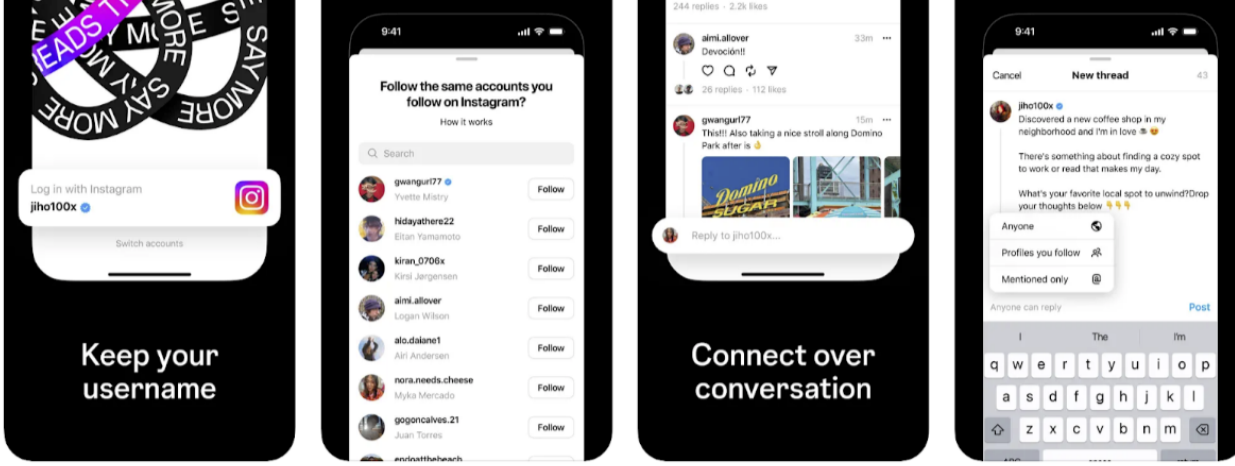 READS TH
SAY MORE
SAY MORE
SAY MORE
Log in with Instagram
jiho100x
Switch accounts
Keep your
username
9:41
Follow the same accounts you
follow on Instagram?
How it works
Search
gwangurl77
Yvette Mistry
Follow
hidayathere22
Eitan Yamamoto
Follow
kiran_0706x
Kirsi Jørgensen
Follow
aimi.allover
Logan Wilson
Follow
alo.daiane1
Airi Andersen
Follow
nora.needs.cheese
Myka Mercado
Follow
gogoncalves.21
Juan Torres
Follow
endoatthebeach
244 replies · 2.2k likes
aimi.allover 33m
Devoción!!
26 replies · 112 likes
gwangurl77 15m
This!!! Also taking a nice stroll along Domino
Park after is 👌
Domino
SUGAR
Reply to jiho100x...
Connect over
conversation
9:41
Cancel New thread 43
jiho100x
Discovered a new coffee shop in my
neighborhood and I'm in love ☕ 😍
There's something about finding a cozy spot
to work or read that makes my day.
What's your favorite local spot to unwind?Drop
your thoughts below 👇👇👇
Anyone
Profiles you follow
Mentioned only
Anyone can reply Post
I The I'm
q w e r t y u i o p
a s d f g h j k l
z x c v b n m